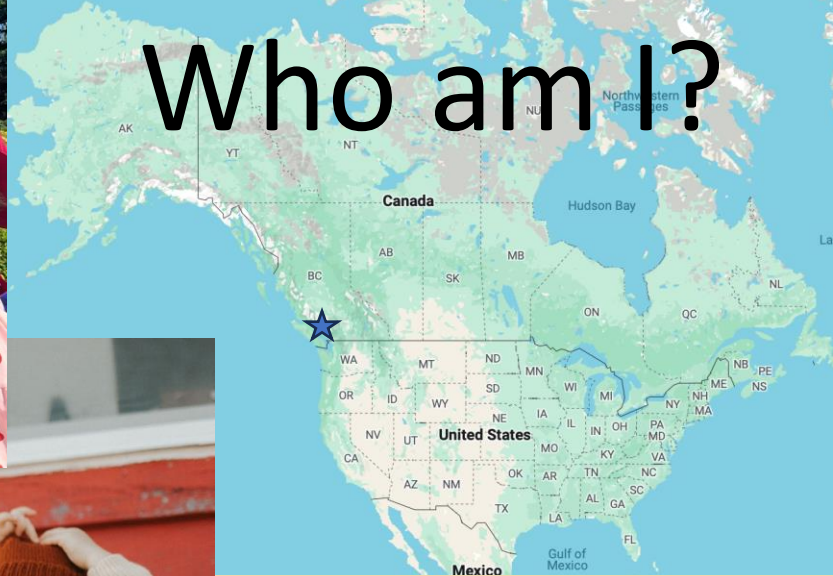 Who am I?
NU
Northwestern
Passages
AK
YT
NT
Canada
Hudson Bay
La
AB
MB
BC
SK
NL
ON
QC
WA
MT
ND
MN
NB
PE
ME
NS
OR
ID
SD
WI
MI
NH
WY
NY
MA
NE
IA
IL
IN
OH
PA
MD
NV
UT
United States
MO
KY
VA
CA
OK
AR
TN
NC
AZ
NM
SC
AL
GA
TX
LA
FL
Gulf of
Mexico
Mexico